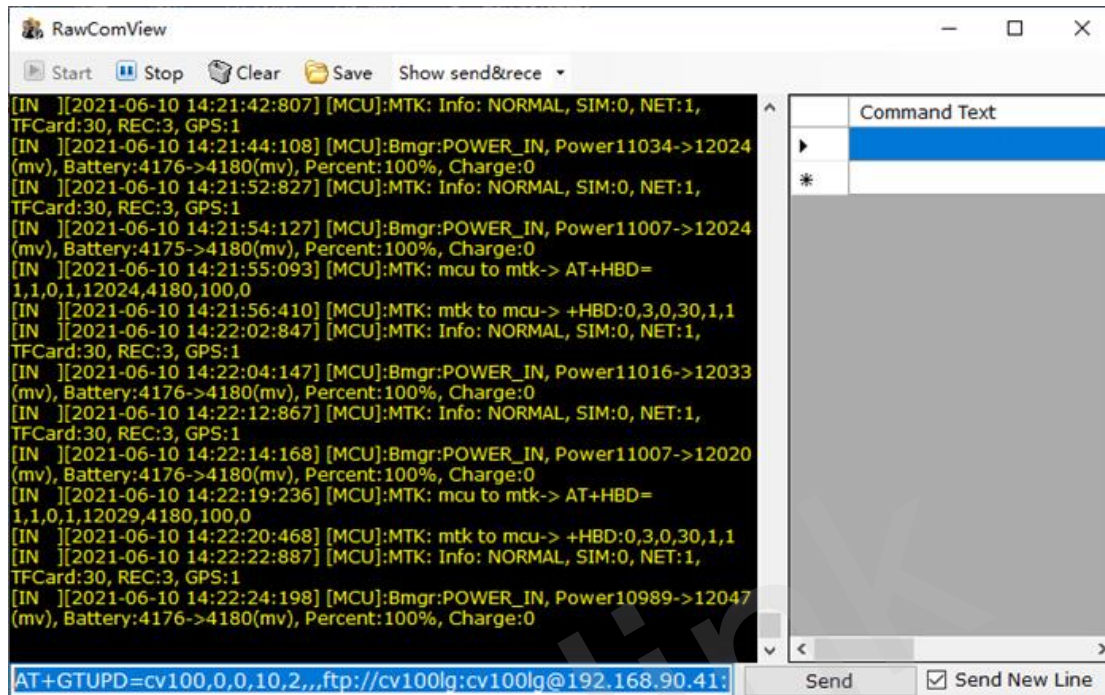 RawComView
Start Stop Clear Save Show send&rece
[IN ][2021-06-10 14:21:42:807] [MCU]:MTK: Info: NORMAL, SIM:0, NET:1,
TFCard:30, REC:3, GPS:1
[IN ][2021-06-10 14:21:44:108] [MCU]:Bmgr:POWER_IN, Power11034->12024
(mv), Battery:4176->4180(mv), Percent:100%, Charge:0
[IN ][2021-06-10 14:21:52:827] [MCU]:MTK: Info: NORMAL, SIM:0, NET:1,
TFCard:30, REC:3, GPS:1
[IN ][2021-06-10 14:21:54:127] [MCU]:Bmgr:POWER_IN, Power11007->12024
(mv), Battery:4175->4180(mv), Percent:100%, Charge:0
[IN ][2021-06-10 14:21:55:093] [MCU]:MTK: mcu to mtk-> AT+HBD=
1,1,0,1,12024,4180,100,0
[IN ][2021-06-10 14:21:56:410] [MCU]:MTK: mtk to mcu-> +HBD:0,3,0,30,1,1
[IN ][2021-06-10 14:22:02:847] [MCU]:MTK: Info: NORMAL, SIM:0, NET:1,
TFCard:30, REC:3, GPS:1
[IN ][2021-06-10 14:22:04:147] [MCU]:Bmgr:POWER_IN, Power11016->12033
(mv), Battery:4176->4180(mv), Percent:100%, Charge:0
[IN ][2021-06-10 14:22:12:867] [MCU]:MTK: Info: NORMAL, SIM:0, NET:1,
TFCard:30, REC:3, GPS:1
[IN ][2021-06-10 14:22:14:168] [MCU]:Bmgr:POWER_IN, Power11007->12020
(mv), Battery:4176->4180(mv), Percent:100%, Charge:0
[IN ][2021-06-10 14:22:19:236] [MCU]:MTK: mcu to mtk-> AT+HBD=
1,1,0,1,12029,4180,100,0
[IN ][2021-06-10 14:22:20:468] [MCU]:MTK: mtk to mcu-> +HBD:0,3,0,30,1,1
[IN ][2021-06-10 14:22:22:887] [MCU]:MTK: Info: NORMAL, SIM:0, NET:1,
TFCard:30, REC:3, GPS:1
[IN ][2021-06-10 14:22:24:198] [MCU]:Bmgr:POWER_IN, Power10989->12047
(mv), Battery:4176->4180(mv), Percent:100%, Charge:0
Command Text
AT+GTUPD=cv100,0,0,10,2,,,ftp://cv100lg:cv100lg@192.168.90.41:
Send Send New Line